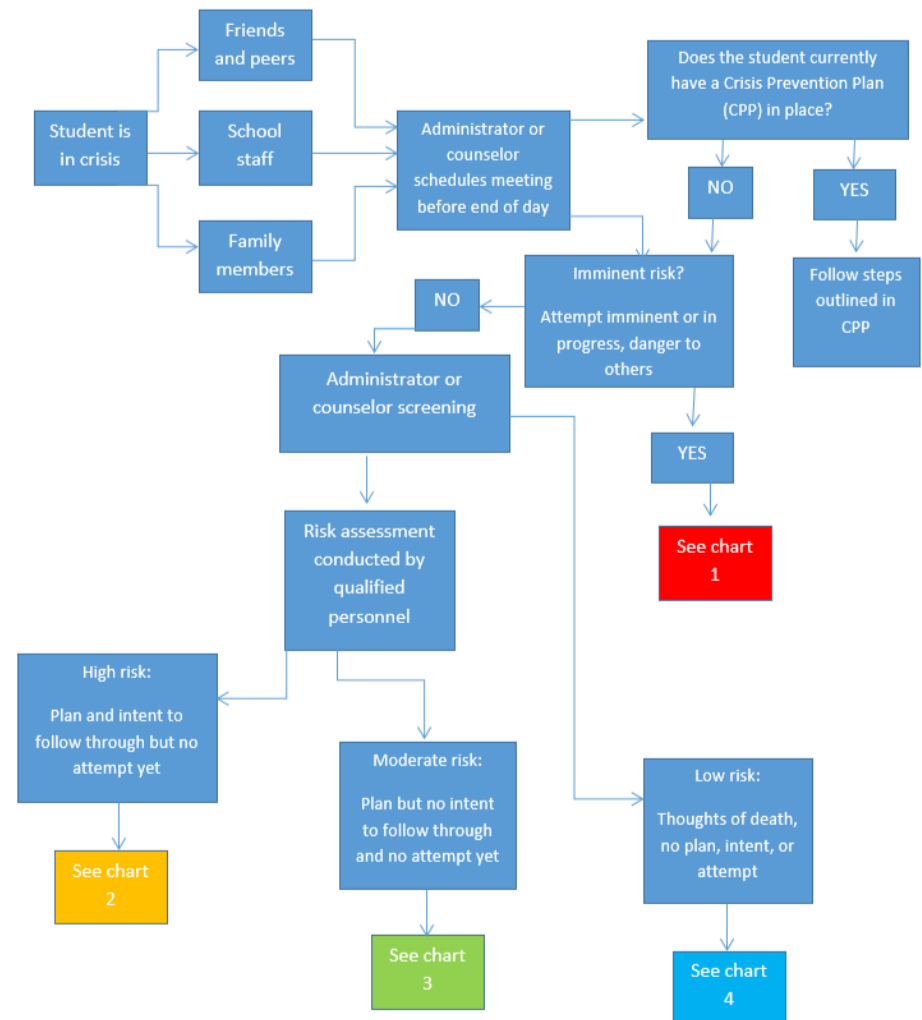 Friends
and peers
Does the student currently
have a Crisis Prevention Plan
(CPP) in place?
Student is
in crisis
School
staff
Administrator or
counselor
schedules meeting
before end of day
NO
YES
Family
members
Imminent risk?
Attempt imminent or in
progress, danger to
others
Follow steps
outlined in
CPP
NO
Administrator or
counselor screening
YES
Risk assessment
conducted by
qualified
personnel
See chart
1
High risk:
Plan and intent to
follow through but no
attempt yet
Moderate risk:
Plan but no intent
to follow through
and no attempt yet
Low risk:
Thoughts of death,
no plan, intent, or
attempt
See chart
2
See chart
3
See chart
4